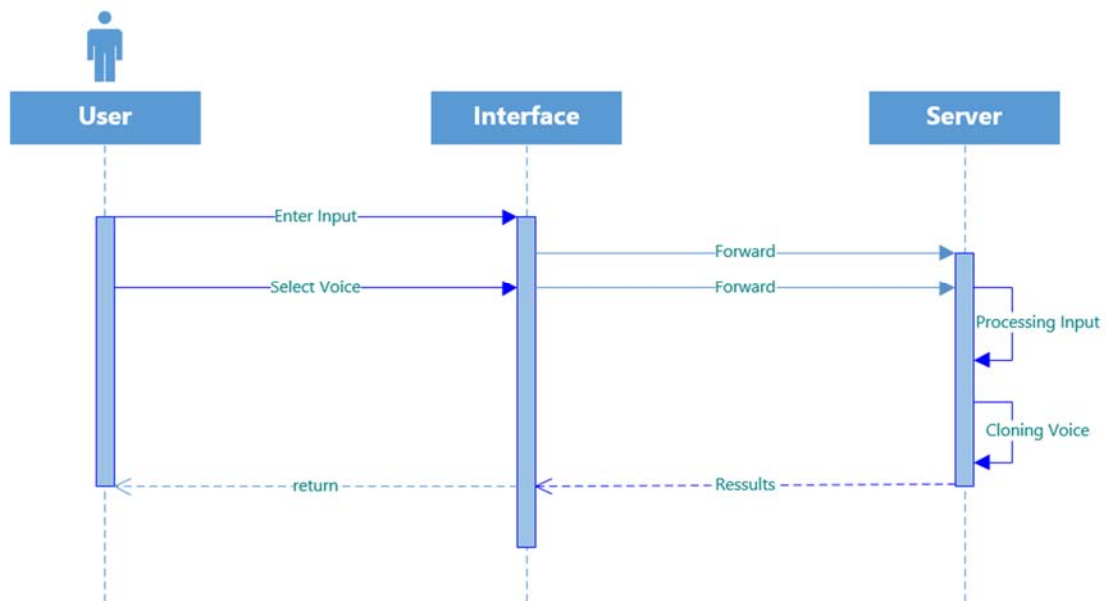 User
Interface
Server
Enter Input
Forward
Select Voice
Forward
Processing Input
Cloning Voice
return
Ressults